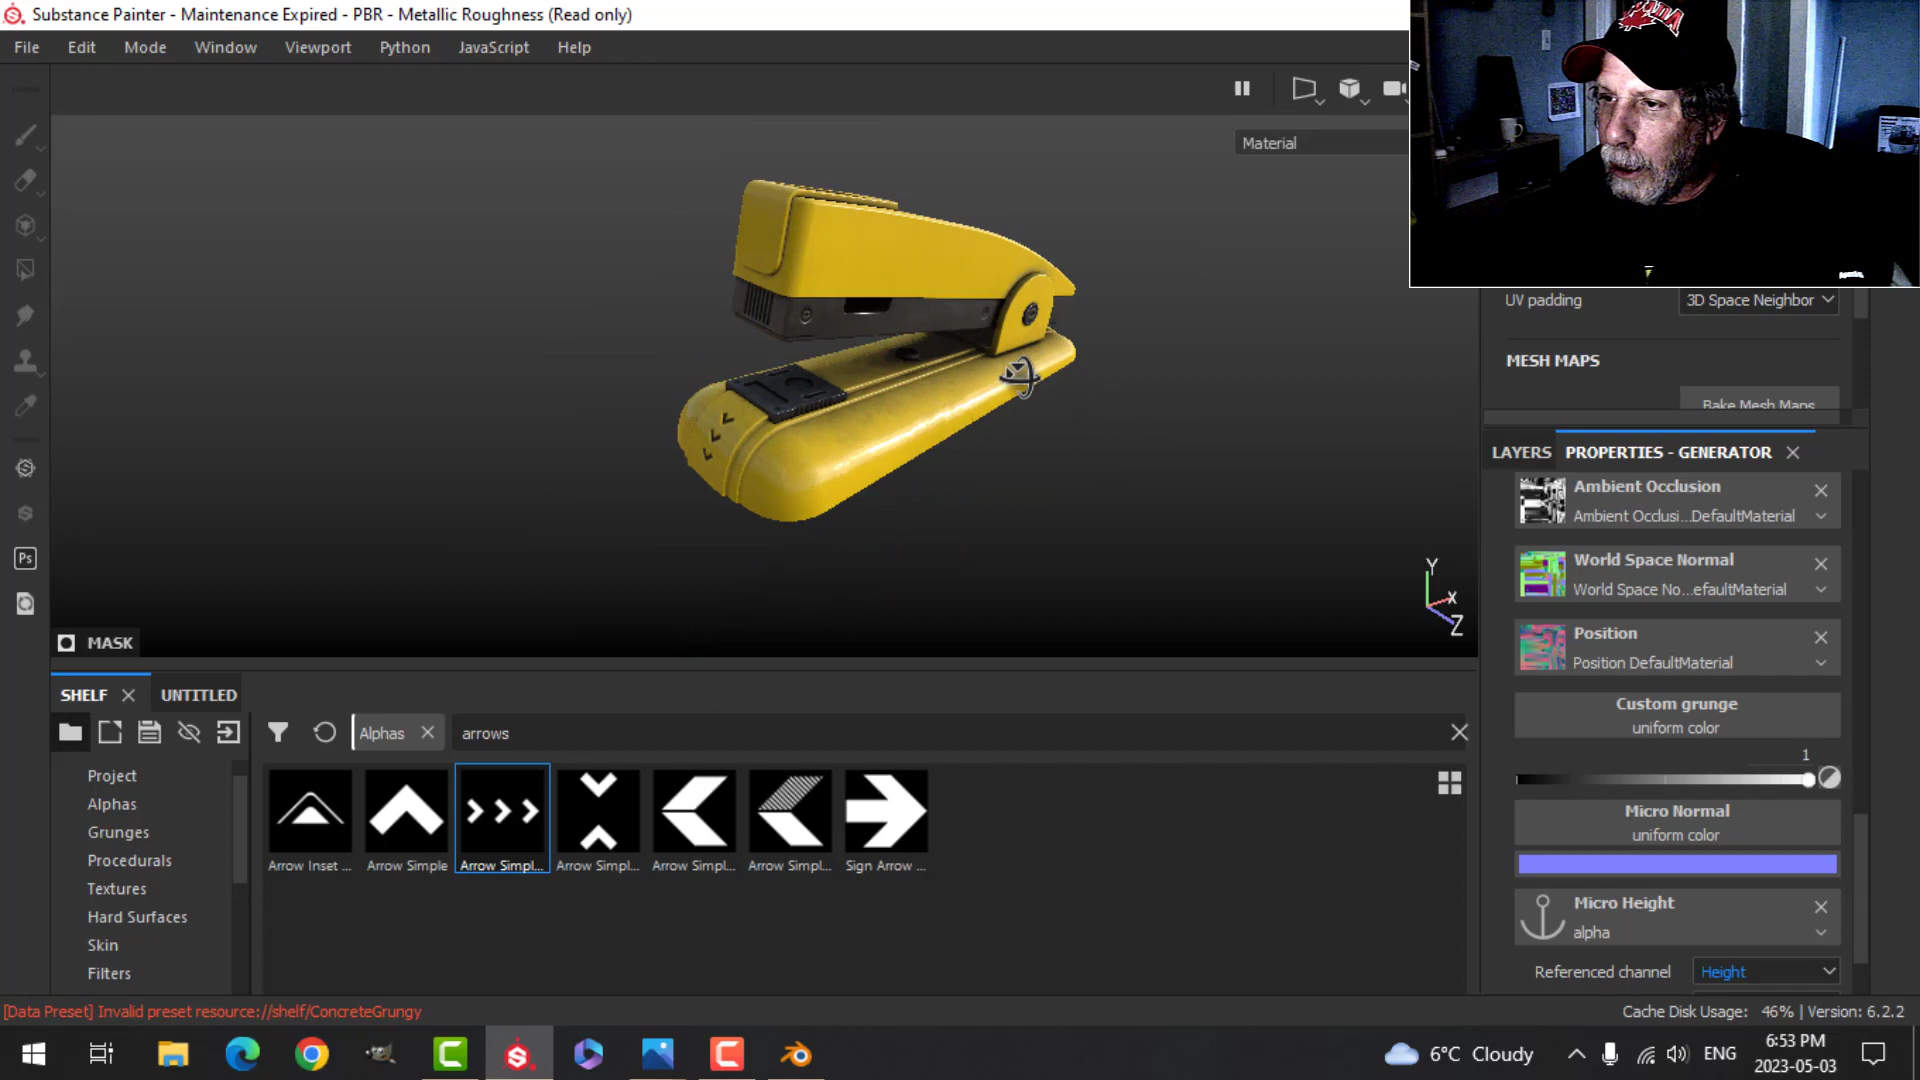 Substance Painter - Maintenance Expired - PBR - Metallic Roughness (Read only)
File Edit Mode Window Viewport Python JavaScript Help
Material
UV padding 3D Space Neighbor
MESH MAPS
Bake Mesh Maps
LAYERS PROPERTIES - GENERATOR
Ambient Occlusion
Ambient Occlusi...DefaultMaterial
World Space Normal
World Space No...efaultMaterial
Position
Position DefaultMaterial
Custom grunge
uniform color
1
Micro Normal
uniform color
Micro Height
alpha
Referenced channel Height
Y
X
Z
Ps
MASK
SHELF UNTITLED
Alphas arrows
Project
Alphas
Grunges
Procedurals
Textures
Hard Surfaces
Skin
Filters
Arrow Inset ... Arrow Simple Arrow Simpl... Arrow Simpl... Arrow Simpl... Arrow Simpl... Sign Arrow ...
[Data Preset] Invalid preset resource://shelf/ConcreteGrungy
Cache Disk Usage: 46% | Version: 6.2.2
6°C Cloudy ENG 6:53 PM
2023-05-03